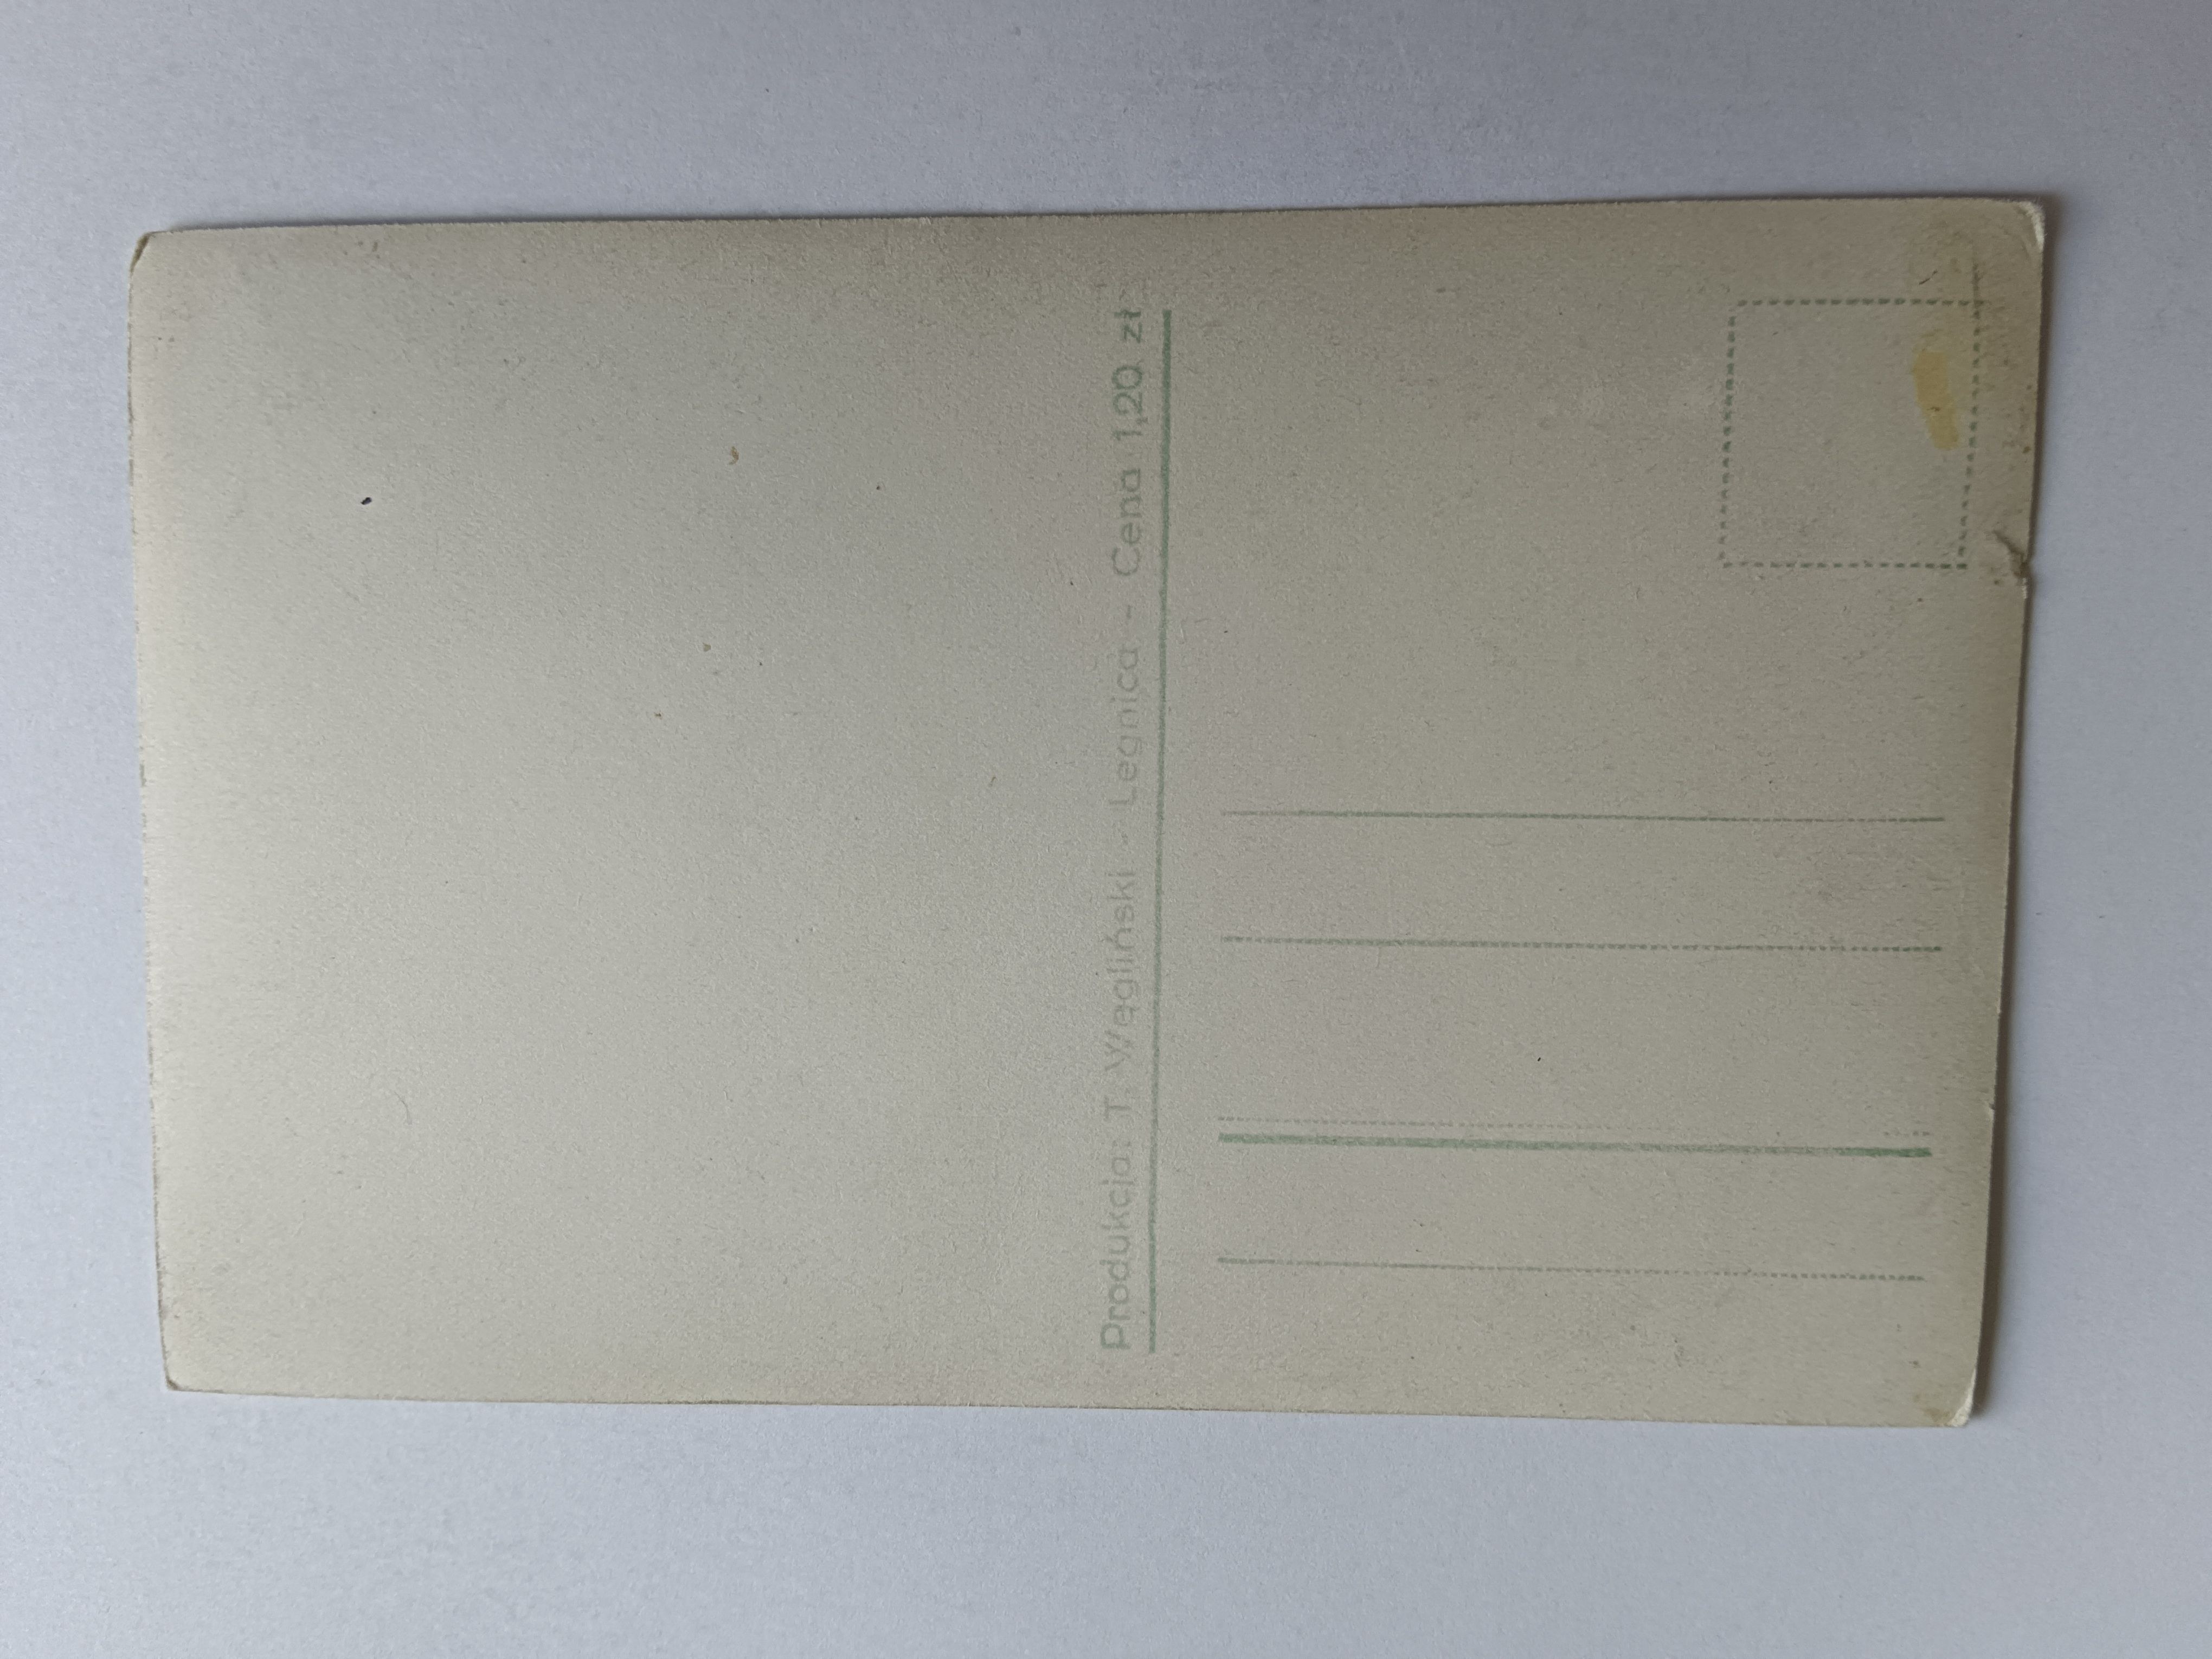 Produkcja: T. Węgliński - Legnica - Cena 1,20 zł